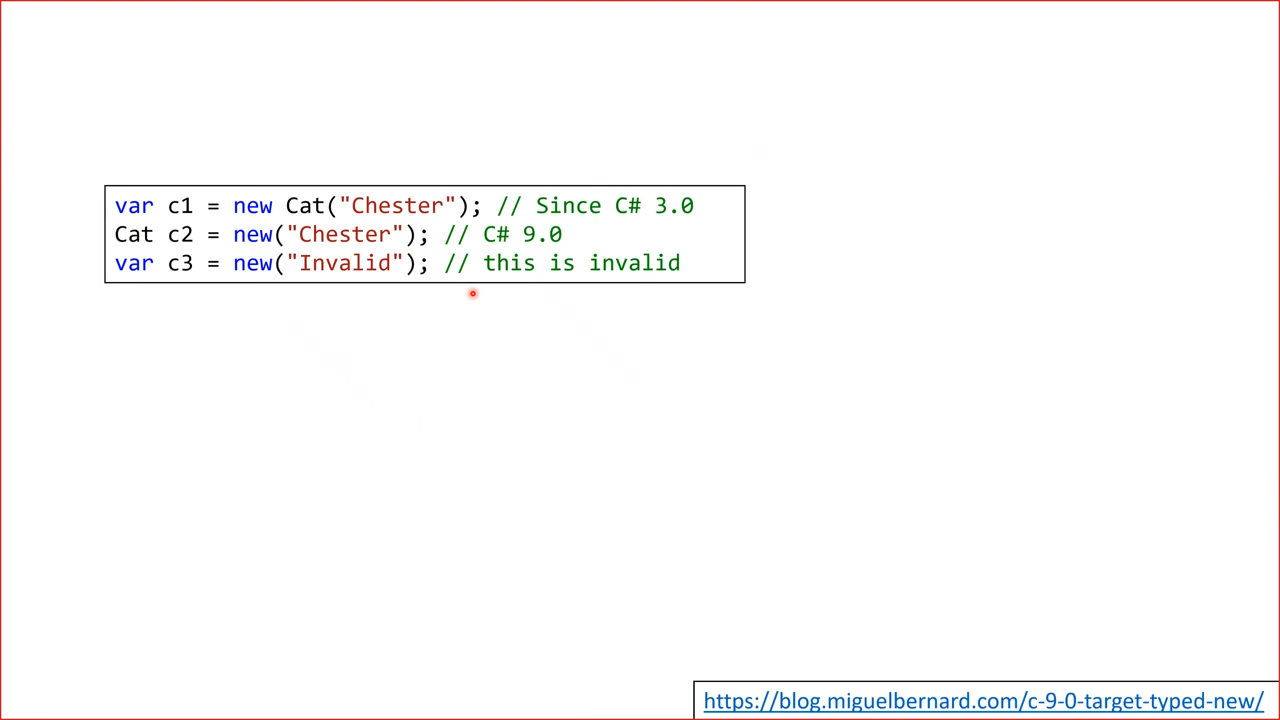 var c1 = new Cat("Chester"); // Since C# 3.0
Cat c2 = new("Chester"); // C# 9.0
var c3 = new("Invalid"); // this is invalid
https://blog.miguelbernard.com/c-9-0-target-typed-new/